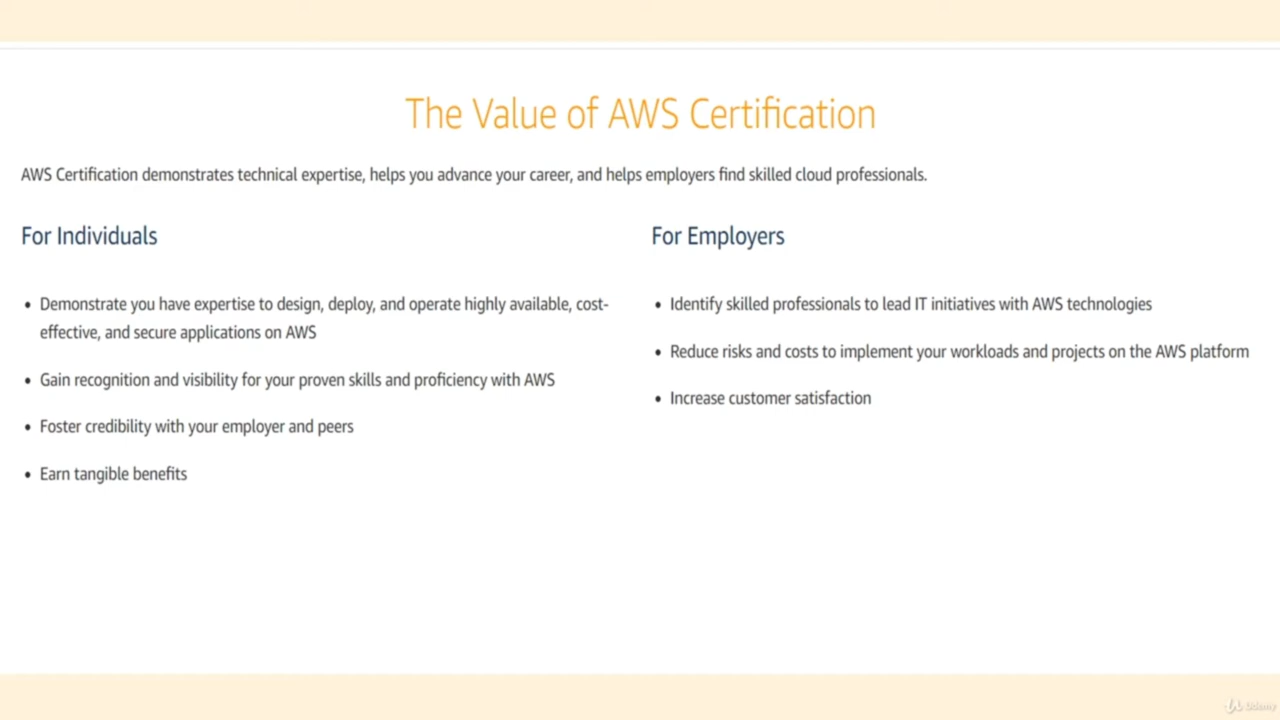 The Value of AWS Certification
AWS Certification demonstrates technical expertise, helps you advance your career, and helps employers find skilled cloud professionals.
For Individuals
• Demonstrate you have expertise to design, deploy, and operate highly available, cost-
effective, and secure applications on AWS
• Gain recognition and visibility for your proven skills and proficiency with AWS
• Foster credibility with your employer and peers
• Earn tangible benefits
For Employers
• Identify skilled professionals to lead IT initiatives with AWS technologies
• Reduce risks and costs to implement your workloads and projects on the AWS platform
• Increase customer satisfaction
Udemy